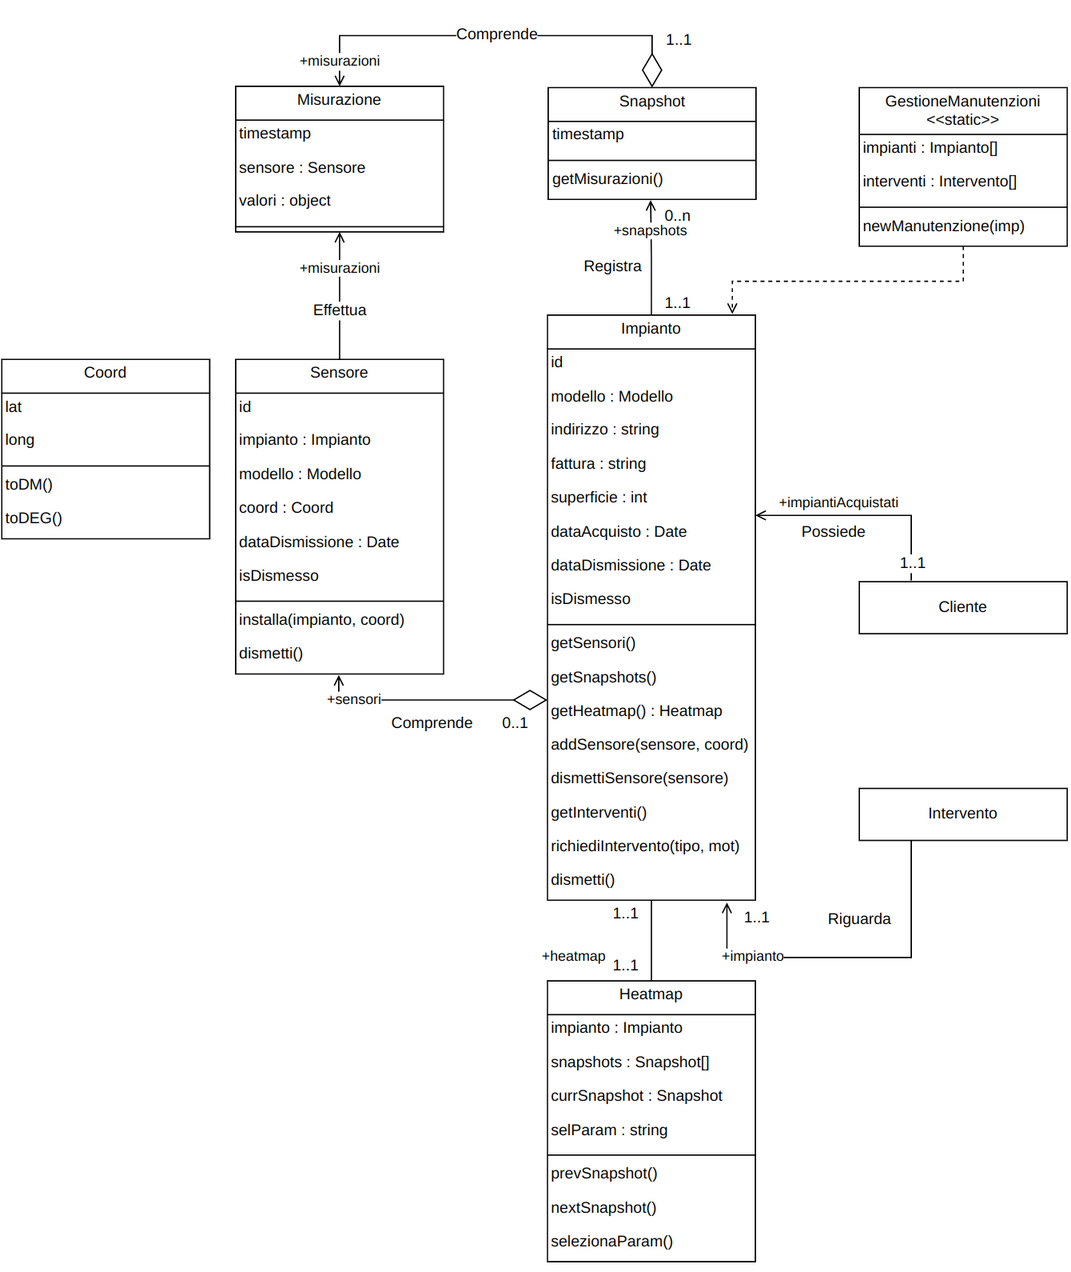 Comprende
1..1
+misurazioni
Misurazione
timestamp
sensore : Sensore
valori : object
Snapshot
timestamp
getMisurazioni()
GestioneManutenzioni
<<static>>
impianti : Impianto[]
interventi : Intervento[]
newManutenzione(imp)
0..n
+snapshots
Registra
1..1
+misurazioni
Effettua
Coord
lat
long
toDM()
toDEG()
Sensore
id
impianto : Impianto
modello : Modello
coord : Coord
dataDismissione : Date
isDismesso
installa(impianto, coord)
dismetti()
Impianto
id
modello : Modello
indirizzo : string
fattura : string
superficie : int
dataAcquisto : Date
dataDismissione : Date
isDismesso
getSensori()
getSnapshots()
getHeatmap() : Heatmap
addSensore(sensore, coord)
dismettiSensore(sensore)
getInterventi()
richiediIntervento(tipo, mot)
dismetti()
+impiantiAcquistati
Possiede
1..1
Cliente
+sensori
Comprende
0..1
Intervento
1..1
1..1
Riguarda
+heatmap
1..1
+impianto
Heatmap
impianto : Impianto
snapshots : Snapshot[]
currSnapshot : Snapshot
selParam : string
prevSnapshot()
nextSnapshot()
selezionaParam()